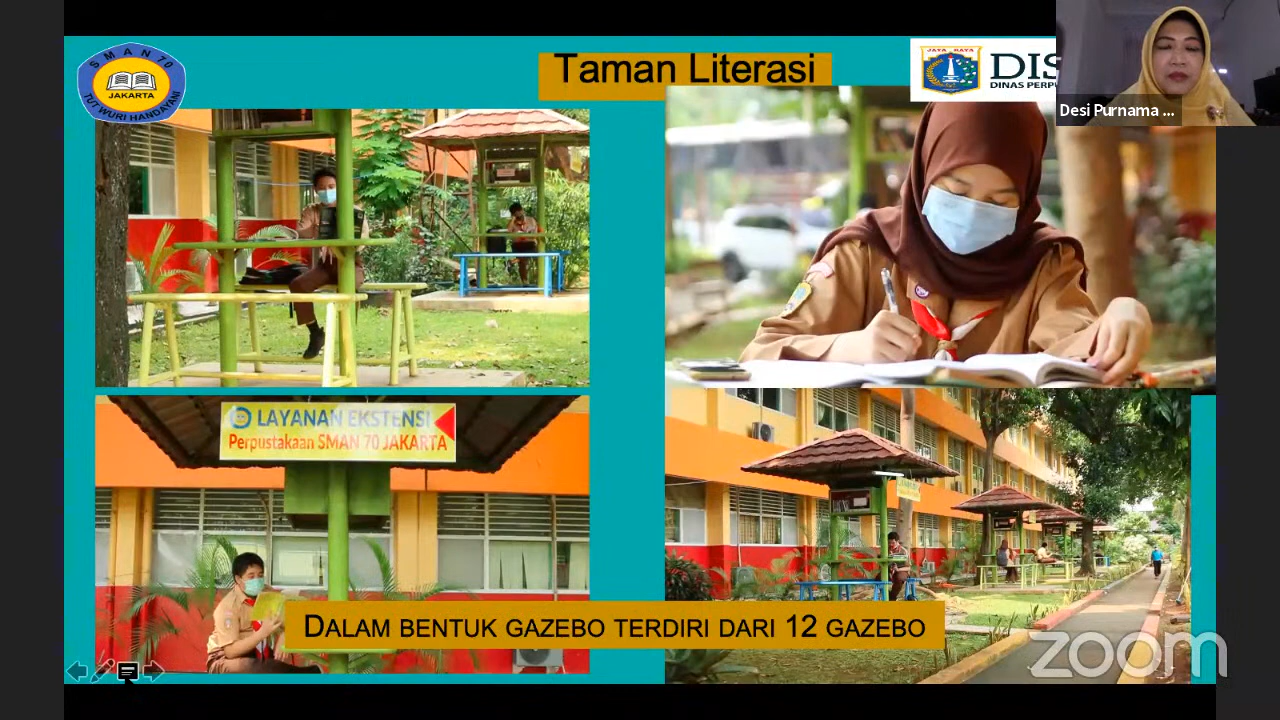 SMAN 70
JAKARTA
TUT WURI HANDAYANI
Taman Literasi
JAYA RAYA
DIS
DINAS PERP
Desi Purnama ...
LAYANAN EKSTENSI
Perpustakaan SMAN 70 JAKARTA
DALAM BENTUK GAZEBO TERDIRI DARI 12 GAZEBO
zoom